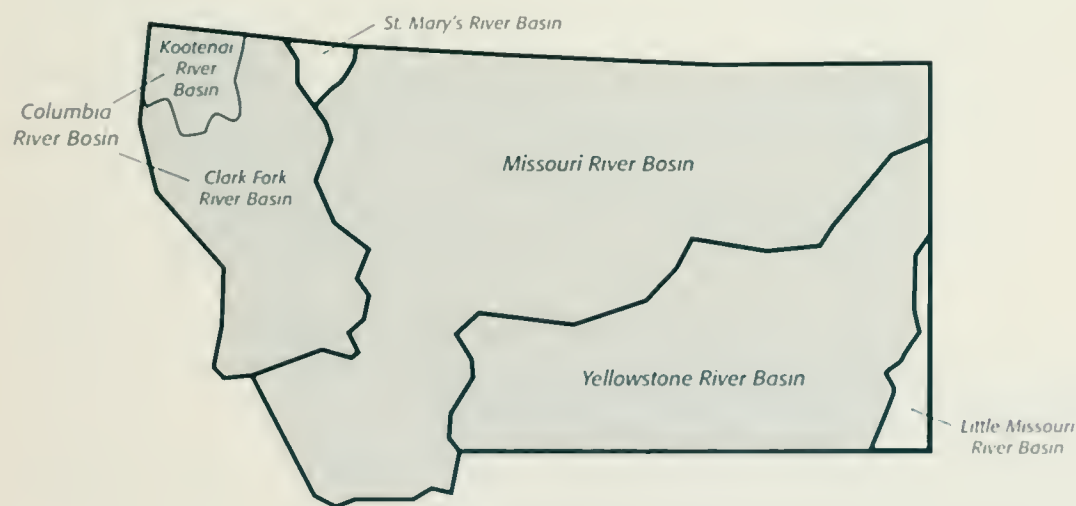 St. Mary's River Basin
Kootenai
River
Basin
Columbia
River Bosin
Clark Fork
River Basin
Missouri River Bosin
Yellowstone River Basin
Little Missouri
River Basin